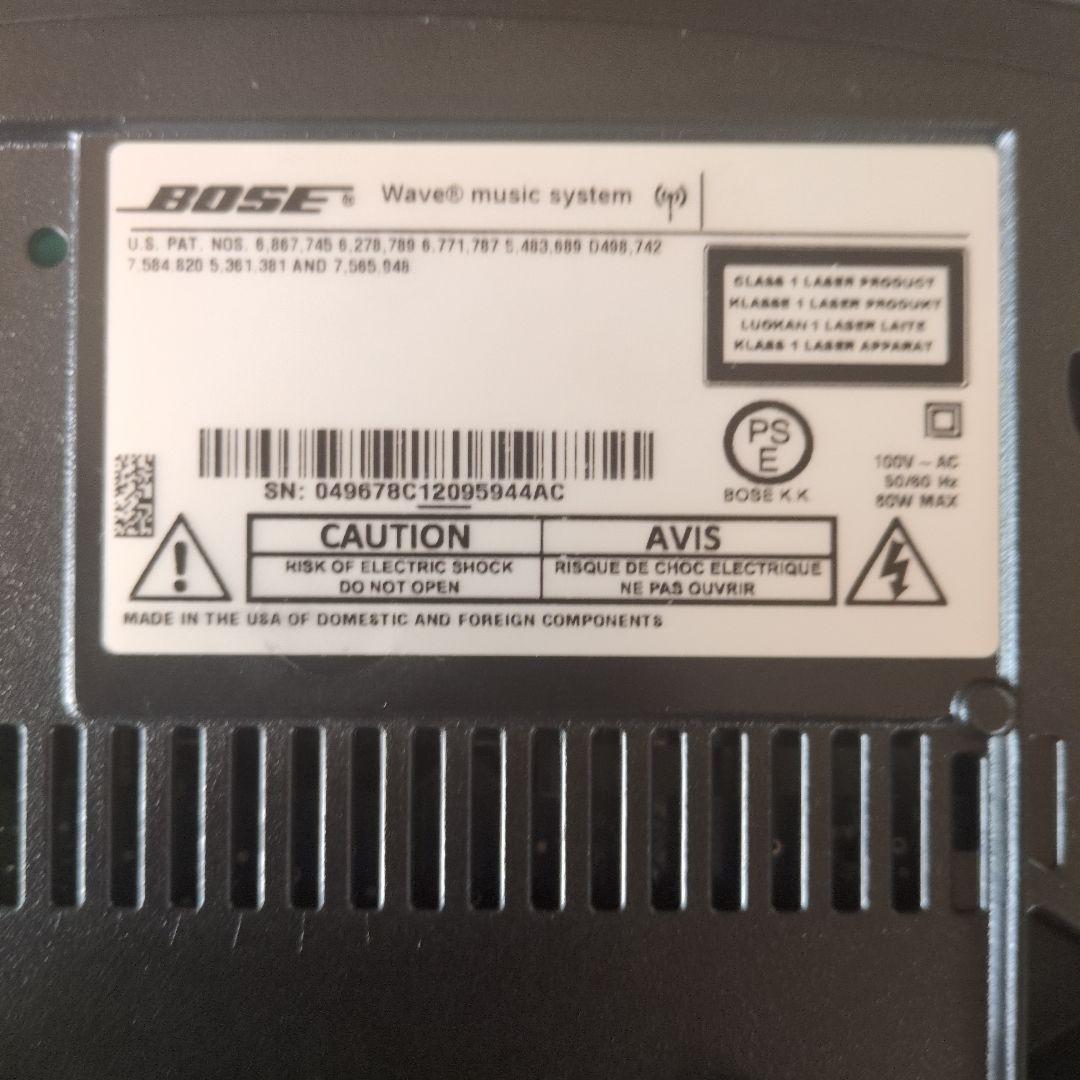 BOSE® Wave® music system
U.S. PAT. NOS. 6,867,745 6,278,789 6,771,787 5,483,689 D498,742
7,584,820 5,361,381 AND 7,565,948
CLASS 1 LASER PRODUCT
KLASSE 1 LASER PRODUKT
LUOKAN 1 LASER LAITE
KLASS 1 LASER APPARAT
PS
E
BOSE K.K.
100V ~ AC
50/60 Hz
60W MAX
SN: 049678C12095944AC
CAUTION
RISK OF ELECTRIC SHOCK
DO NOT OPEN
AVIS
RISQUE DE CHOC ELECTRIQUE
NE PAS OUVRIR
MADE IN THE USA OF DOMESTIC AND FOREIGN COMPONENTS